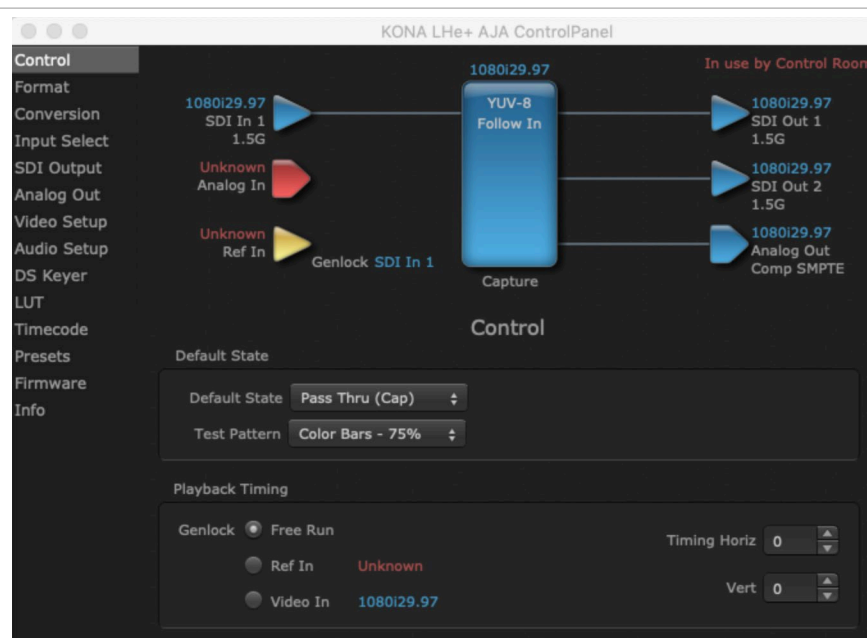 KONA LHe+ AJA ControlPanel
Control
Format
Conversion
Input Select
SDI Output
Analog Out
Video Setup
Audio Setup
DS Keyer
LUT
Timecode
Presets
Firmware
Info
In use by Control Room
1080i29.97
YUV-8
Follow In
Capture
1080i29.97
SDI In 1
1.5G
Unknown
Analog In
Unknown
Ref In
Genlock SDI In 1
1080i29.97
SDI Out 1
1.5G
1080i29.97
SDI Out 2
1.5G
1080i29.97
Analog Out
Comp SMPTE
Control
Default State
Default State Pass Thru (Cap)
Test Pattern Color Bars - 75%
Playback Timing
Genlock Free Run
Ref In Unknown
Video In 1080i29.97
Timing Horiz 0
Vert 0